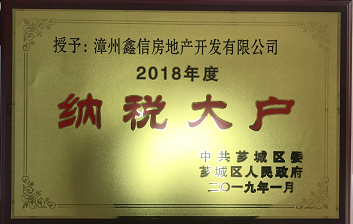 授予：漳州鑫信房地产开发有限公司
2018年度
纳税大户
中共芗城区委
芗城区人民政府
二〇一九年一月